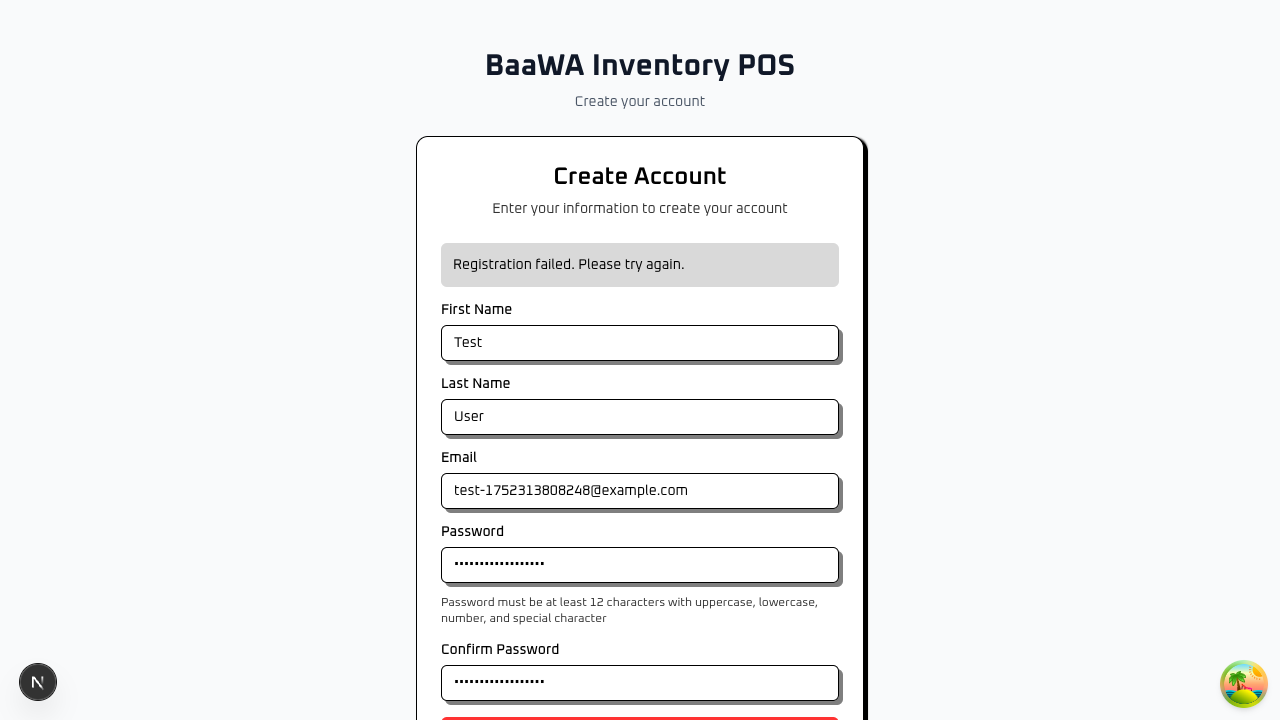 BaaWA Inventory POS
Create your account
Create Account
Enter your information to create your account
Registration failed. Please try again.
First Name
Test
Last Name
User
Email
test-1752313808248@example.com
Password
••••••••••••••••••
Password must be at least 12 characters with uppercase, lowercase,
number, and special character
Confirm Password
••••••••••••••••••
N